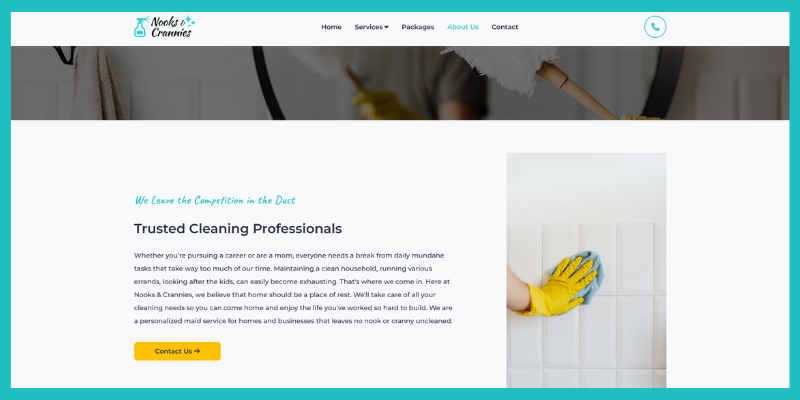 Nooks &
Crannies
Home Services Packages About Us Contact
We Leave the Competition in the Dust
Trusted Cleaning Professionals
Whether you're pursuing a career or are a mom, everyone needs a break from daily mundane
tasks that take way too much of our time. Maintaining a clean household, running various
errands, looking after the kids, can easily become exhausting. That's where we come in. Here at
Nooks & Crannies, we believe that home should be a place of rest. We'll take care of all your
cleaning needs so you can come home and enjoy the life you've worked so hard to build. We are
a personalized maid service for homes and businesses that leaves no nook or cranny uncleaned.
Contact Us →